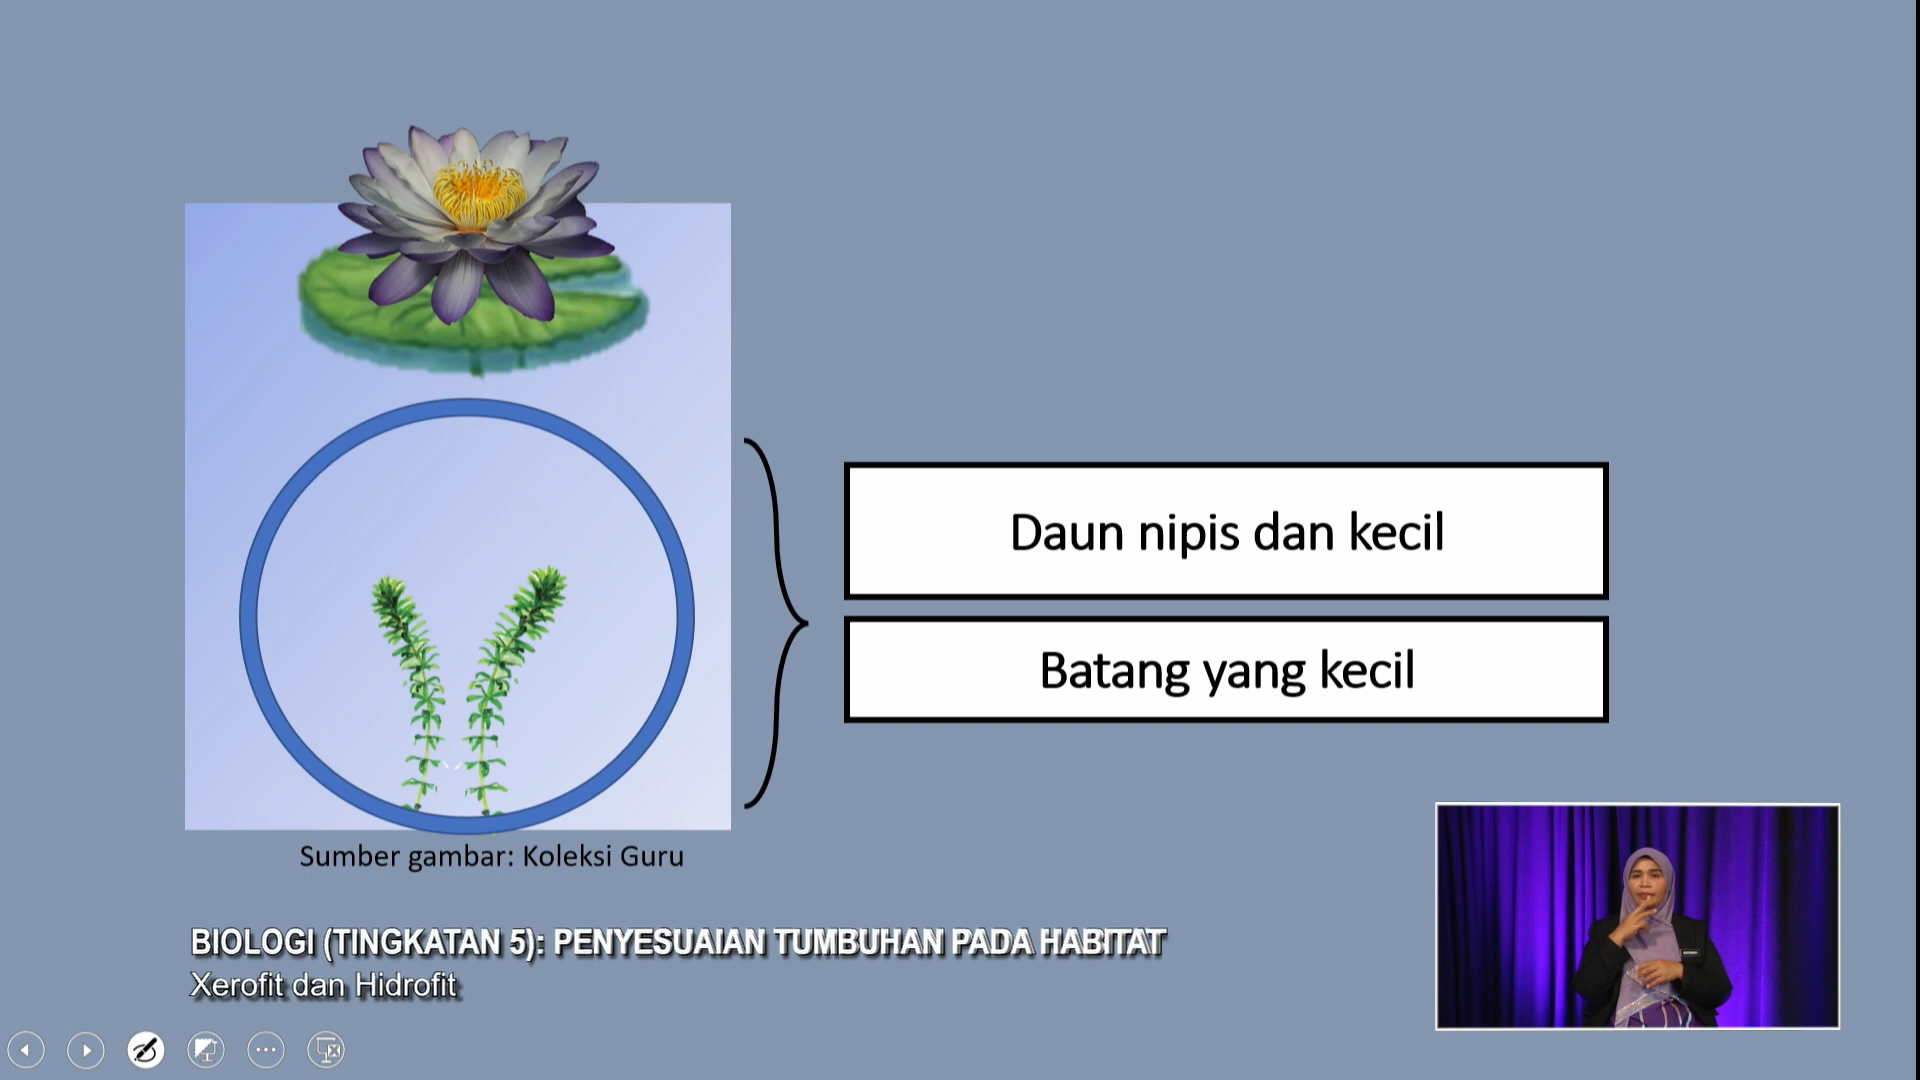 Daun nipis dan kecil
Batang yang kecil
Sumber gambar: Koleksi Guru
BIOLOGI (TINGKATAN 5): PENYESUAIAN TUMBUHAN PADA HABITAT
Xerofit dan Hidrofit